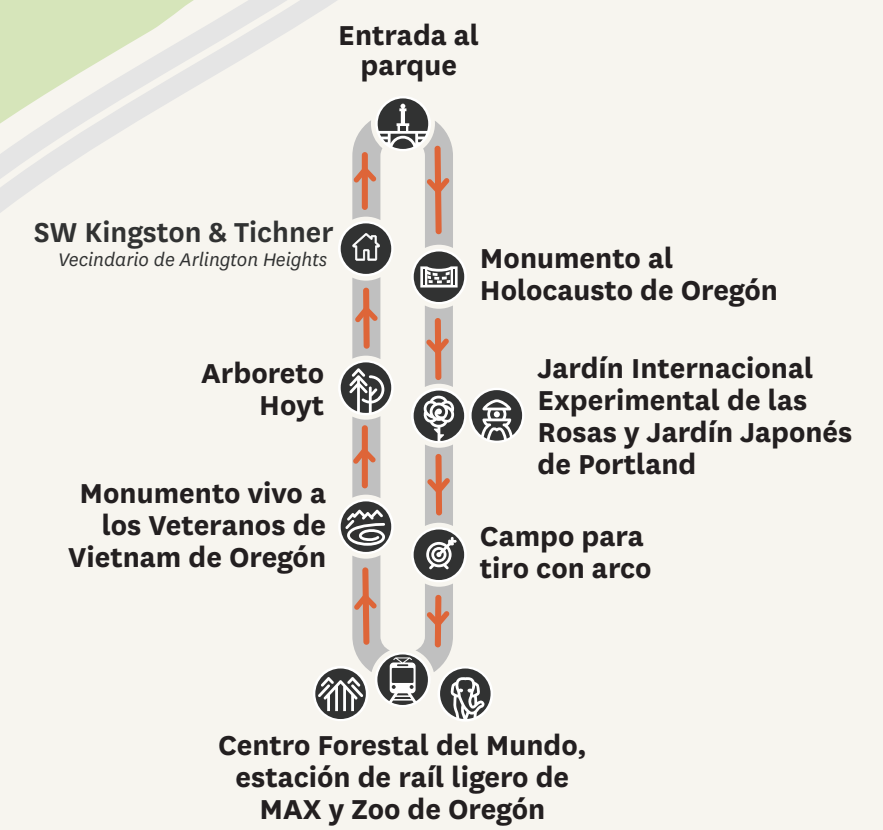 Entrada al
parque
SW Kingston & Tichner
Vecindario de Arlington Heights
Monumento al
Holocausto de Oregón
Arboreto
Hoyt
Jardín Internacional
Experimental de las
Rosas y Jardín Japonés
de Portland
Monumento vivo a
los Veteranos de
Vietnam de Oregón
Campo para
tiro con arco
Centro Forestal del Mundo,
estación de raíl ligero de
MAX y Zoo de Oregón